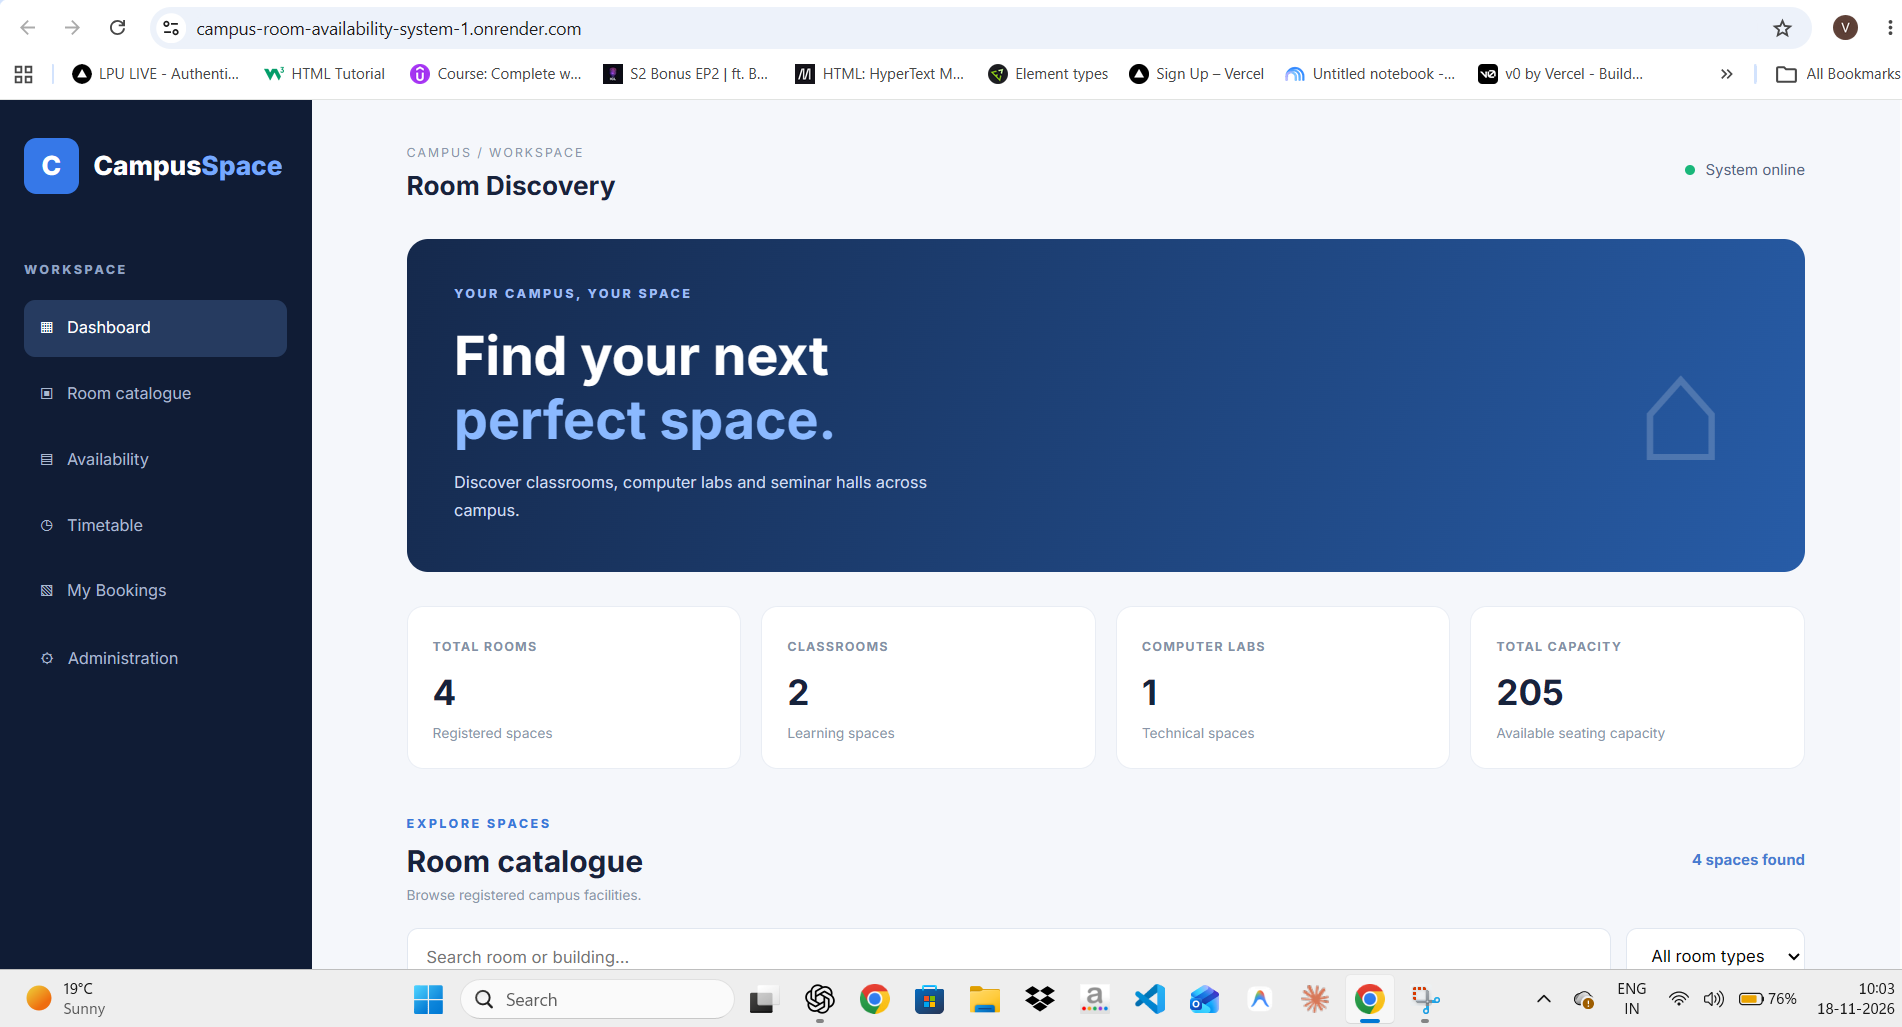 campus-room-availability-system-1.onrender.com
V
LPU LIVE - Authenti...
HTML Tutorial
Course: Complete w...
S2 Bonus EP2 | ft. B...
HTML: HyperText M...
Element types
Sign Up – Vercel
Untitled notebook -...
v0 by Vercel - Build...
All Bookmarks
C
CampusSpace
WORKSPACE
Dashboard
Room catalogue
Availability
Timetable
My Bookings
Administration
CAMPUS / WORKSPACE
Room Discovery
System online
YOUR CAMPUS, YOUR SPACE
Find your next
perfect space.
Discover classrooms, computer labs and seminar halls across
campus.
TOTAL ROOMS
4
Registered spaces
CLASSROOMS
2
Learning spaces
COMPUTER LABS
1
Technical spaces
TOTAL CAPACITY
205
Available seating capacity
EXPLORE SPACES
Room catalogue
4 spaces found
Browse registered campus facilities.
Search room or building...
All room types
19°C
Sunny
Search
ENG
IN
76%
10:03
18-11-2026